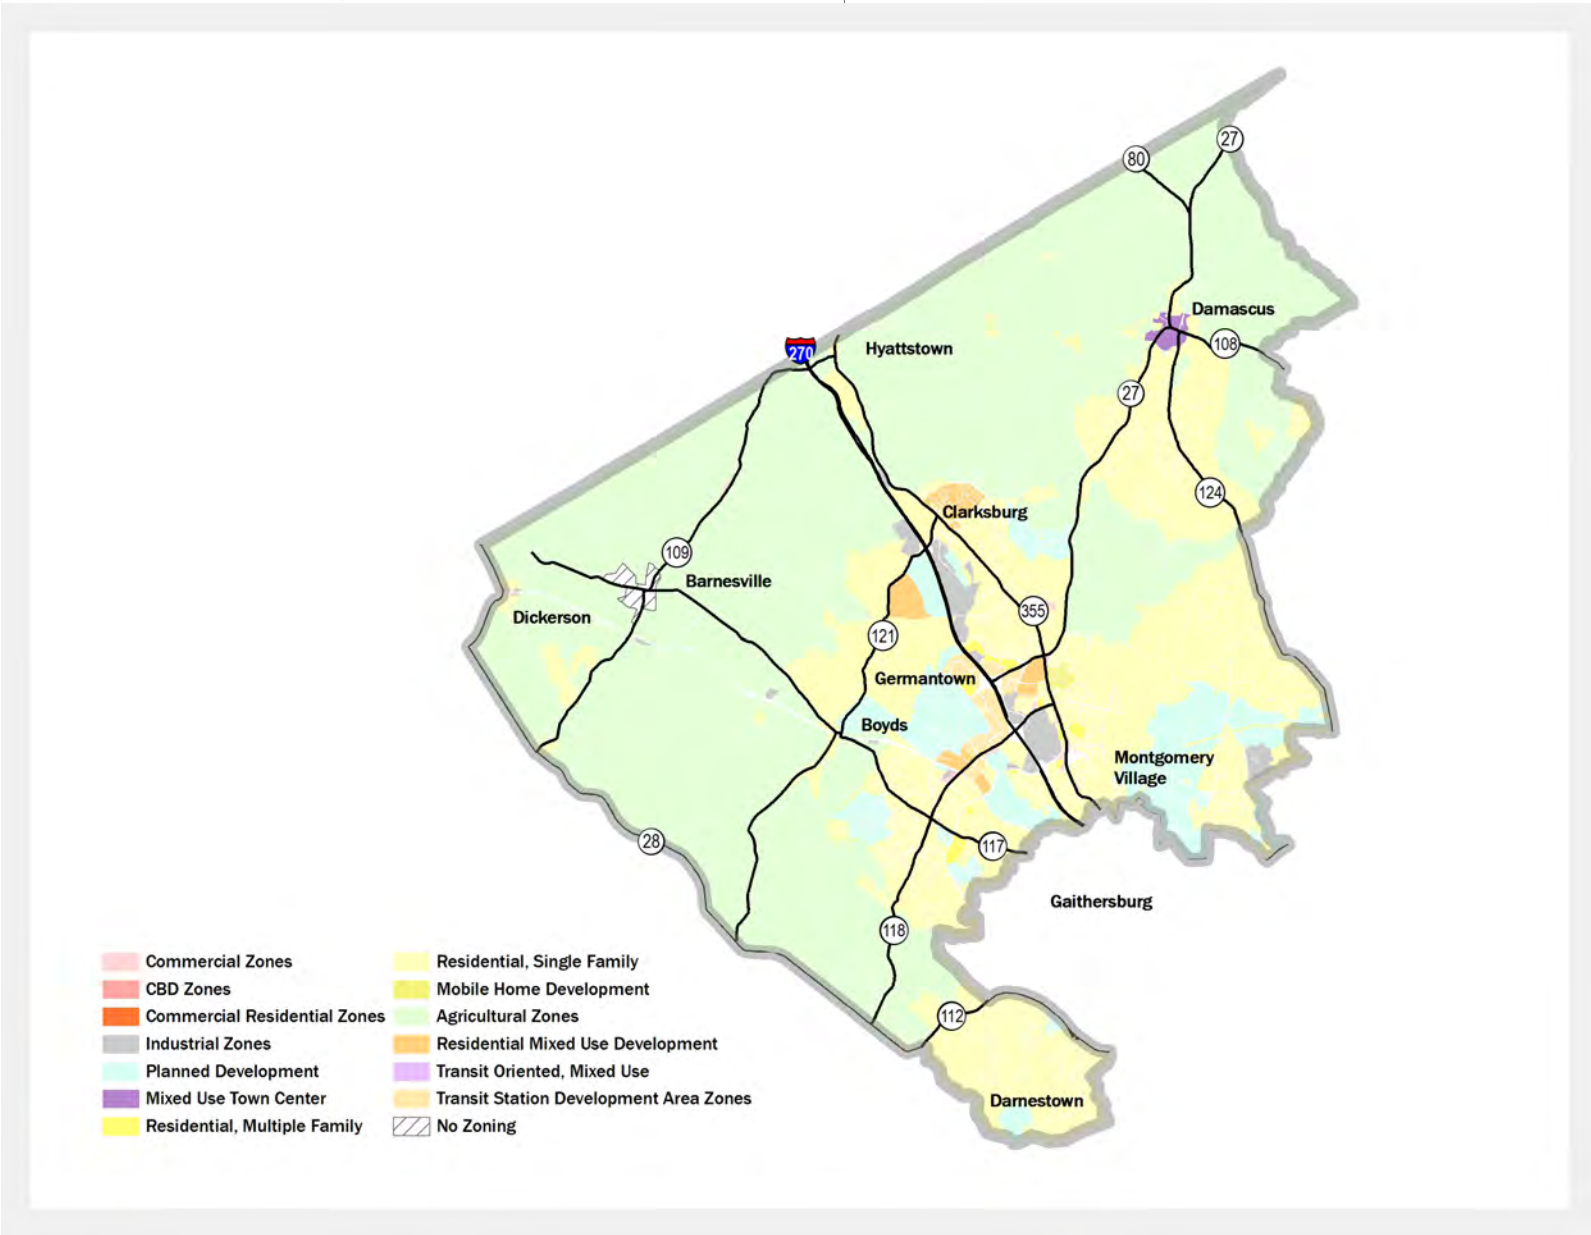 27
80
Damascus
108
Hyattstown
270
27
124
Clarksburg
109
Barnesville
355
Dickerson
121
Germantown
Boyds
Montgomery
Village
28
117
Gaithersburg
118
112
Darnestown
Commercial Zones
CBD Zones
Commercial Residential Zones
Industrial Zones
Planned Development
Mixed Use Town Center
Residential, Multiple Family
Residential, Single Family
Mobile Home Development
Agricultural Zones
Residential Mixed Use Development
Transit Oriented, Mixed Use
Transit Station Development Area Zones
No Zoning